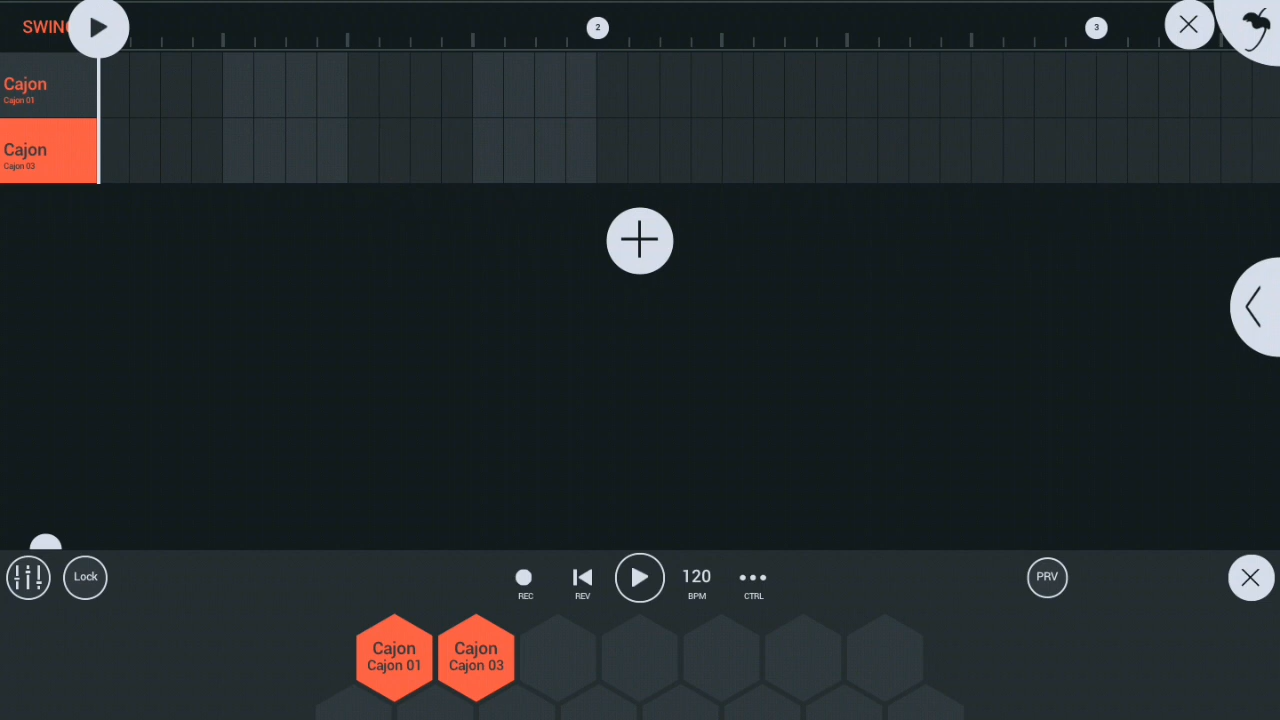 SWING
2
3
Cajon
Cajon 01
Cajon
Cajon 03
Lock
REC
REV
120
BPM
CTRL
PRV
Cajon
Cajon 01
Cajon
Cajon 03